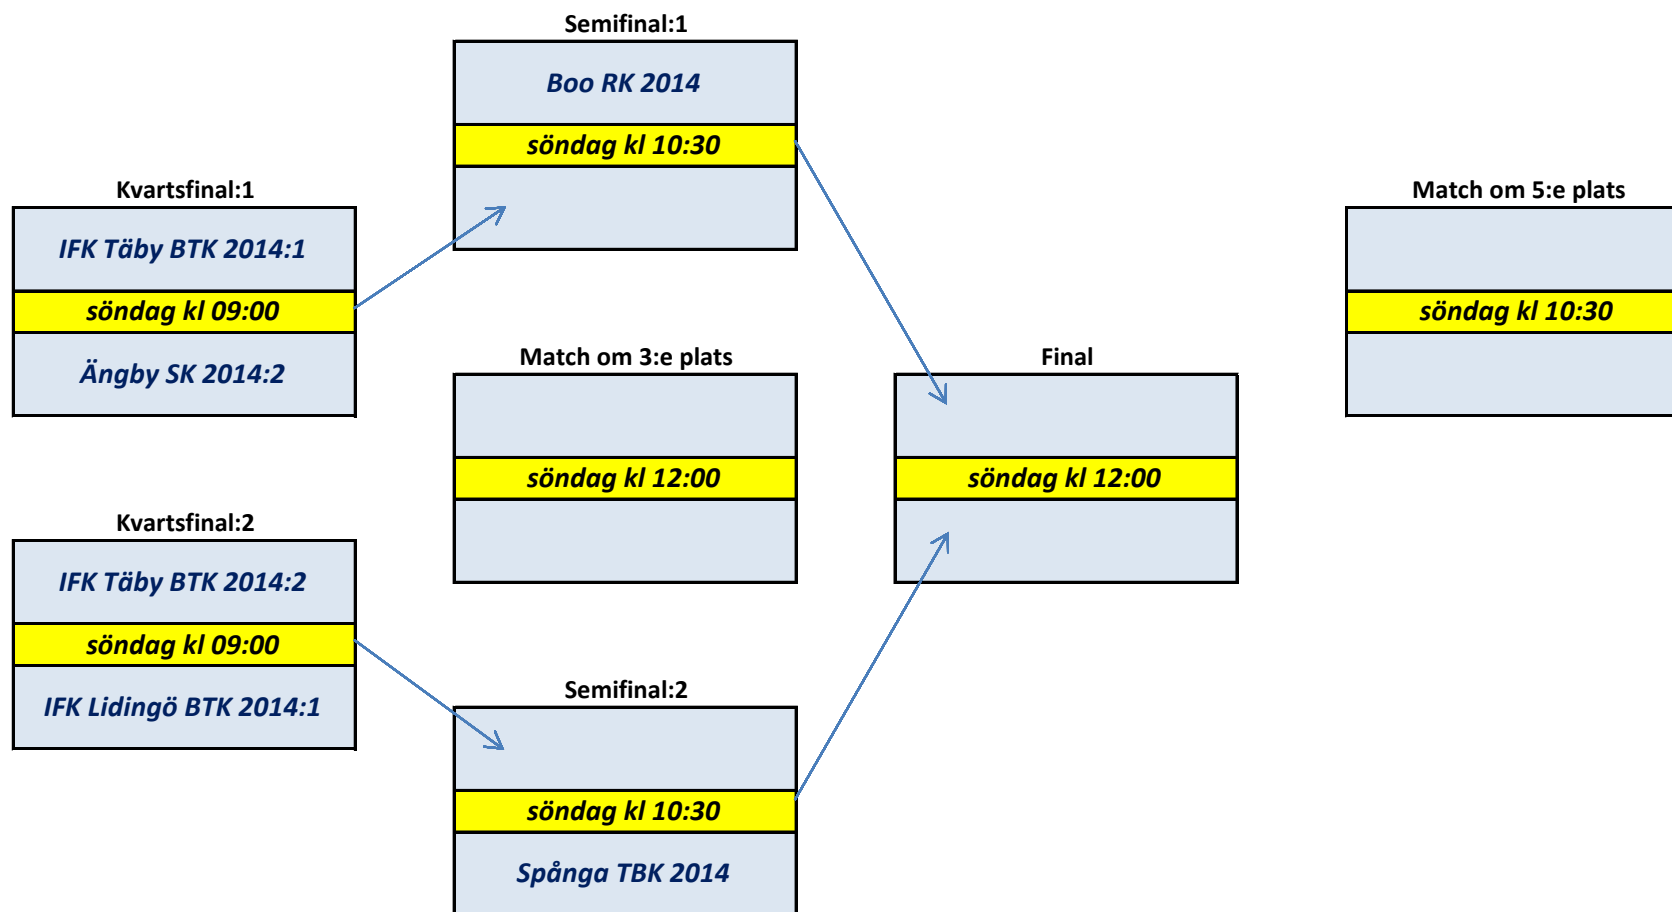 Semifinal:1
Boo RK 2014
söndag kl 10:30
Kvartsfinal:1
IFK Täby BTK 2014:1
söndag kl 09:00
Ängby SK 2014:2
Match om 5:e plats
söndag kl 10:30
Match om 3:e plats
söndag kl 12:00
Final
söndag kl 12:00
Kvartsfinal:2
IFK Täby BTK 2014:2
söndag kl 09:00
IFK Lidingö BTK 2014:1
Semifinal:2
söndag kl 10:30
Spånga TBK 2014